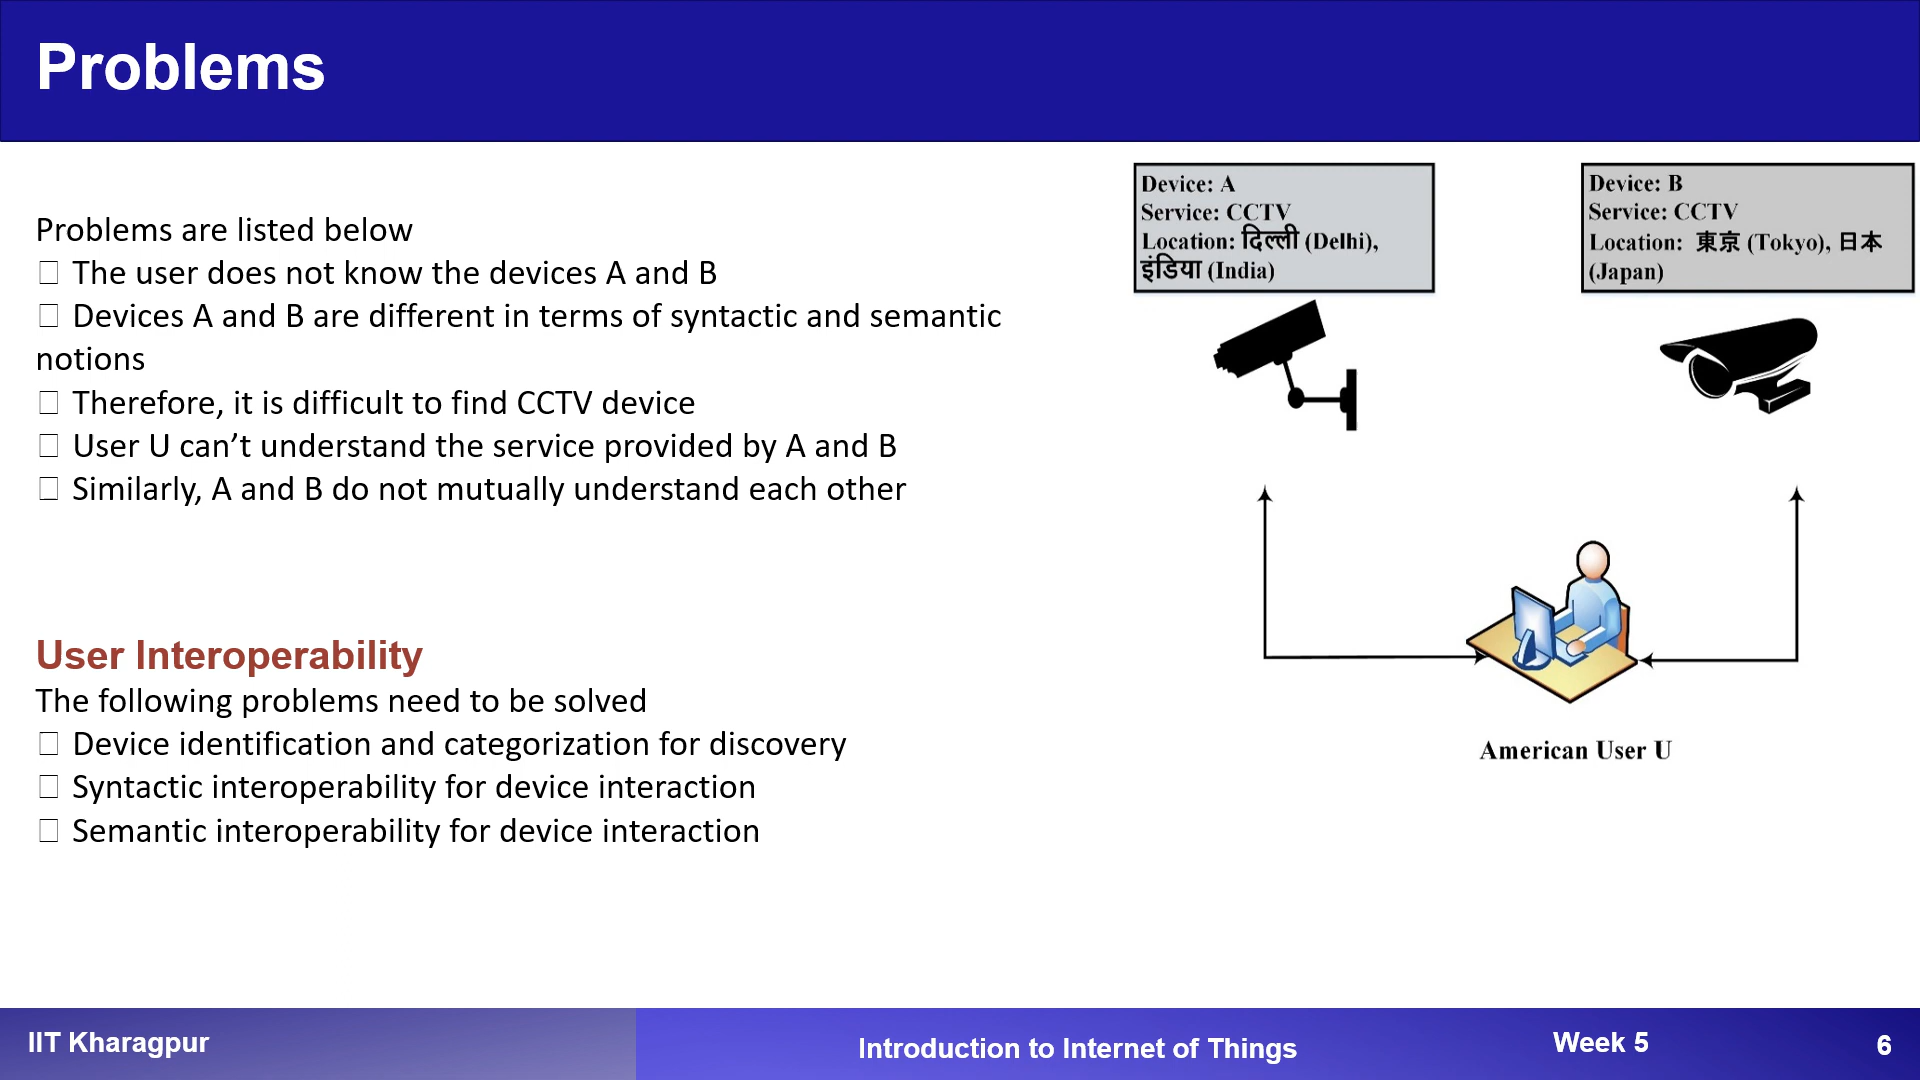 Problems
Problems are listed below
The user does not know the devices A and B
Devices A and B are different in terms of syntactic and semantic
notions
Therefore, it is difficult to find CCTV device
User U can’t understand the service provided by A and B
Similarly, A and B do not mutually understand each other
User Interoperability
The following problems need to be solved
Device identification and categorization for discovery
Syntactic interoperability for device interaction
Semantic interoperability for device interaction
Device: A
Service: CCTV
Location: दिल्ली (Delhi),
इंडिया (India)
Device: B
Service: CCTV
Location: 東京 (Tokyo), 日本
(Japan)
American User U
IIT Kharagpur
Introduction to Internet of Things
Week 5
6